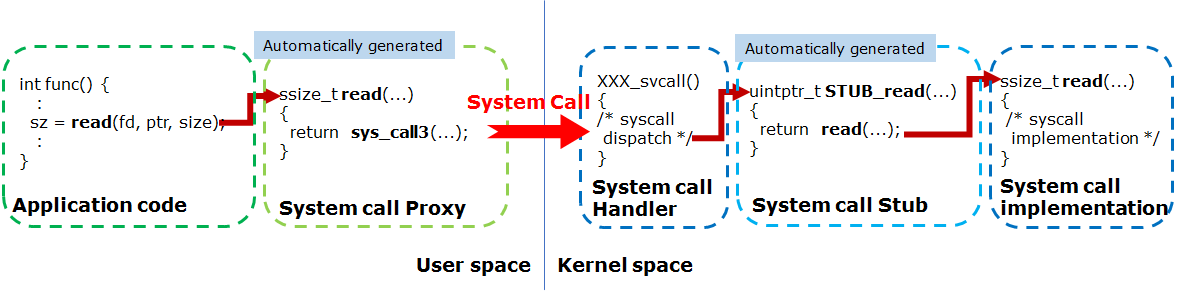 Automatically generated
int func() {
:
sz = read(fd, ptr, size);
:
}
Application code
ssize_t read(...)
{
return sys_call3(...);
}
System call Proxy
System Call
User space
Kernel space
XXX_svcall()
{
/* syscall
dispatch */
}
System call
Handler
Automatically generated
uintptr_t STUB_read(...)
{
return read(...);
}
System call Stub
ssize_t read(...)
{
/* syscall
implementation */
}
System call
implementation